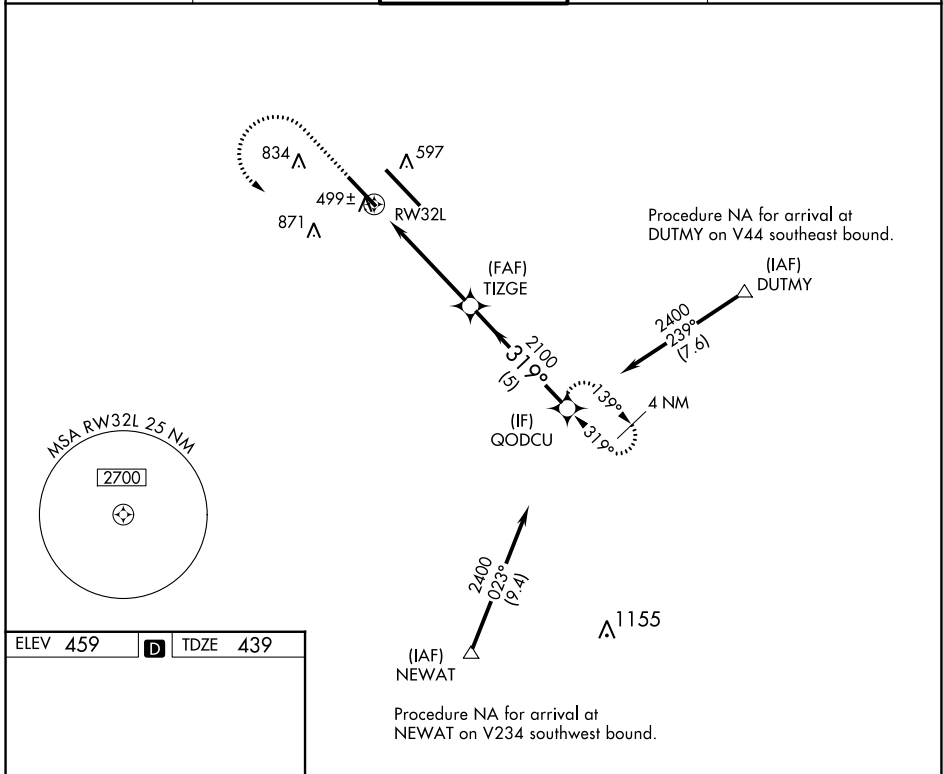 834
597
499±
RW32L
871
Procedure NA for arrival at
DUTMY on V44 southeast bound.
(IAF)
DUTMY
(FAF)
TIZGE
2400
239°
(7.6)
2100
319°
(5)
139°
4 NM
319°
(IF)
QODCU
MSA RW32L 25 NM
2700
2400
023°
(9.4)
1155
ELEV 459 D TDZE 439
(IAF)
NEWAT
Procedure NA for arrival at
NEWAT on V234 southwest bound.